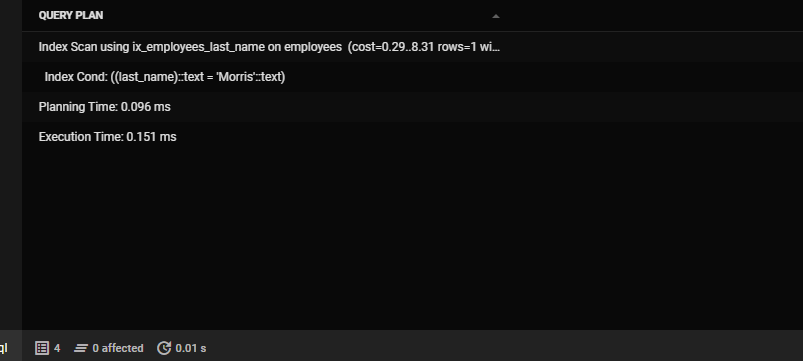 QUERY PLAN
Index Scan using ix_employees_last_name on employees  (cost=0.29..8.31 rows=1 wi...
Index Cond: ((last_name)::text = 'Morris'::text)
Planning Time: 0.096 ms
Execution Time: 0.151 ms
ql 4 0 affected 0.01 s